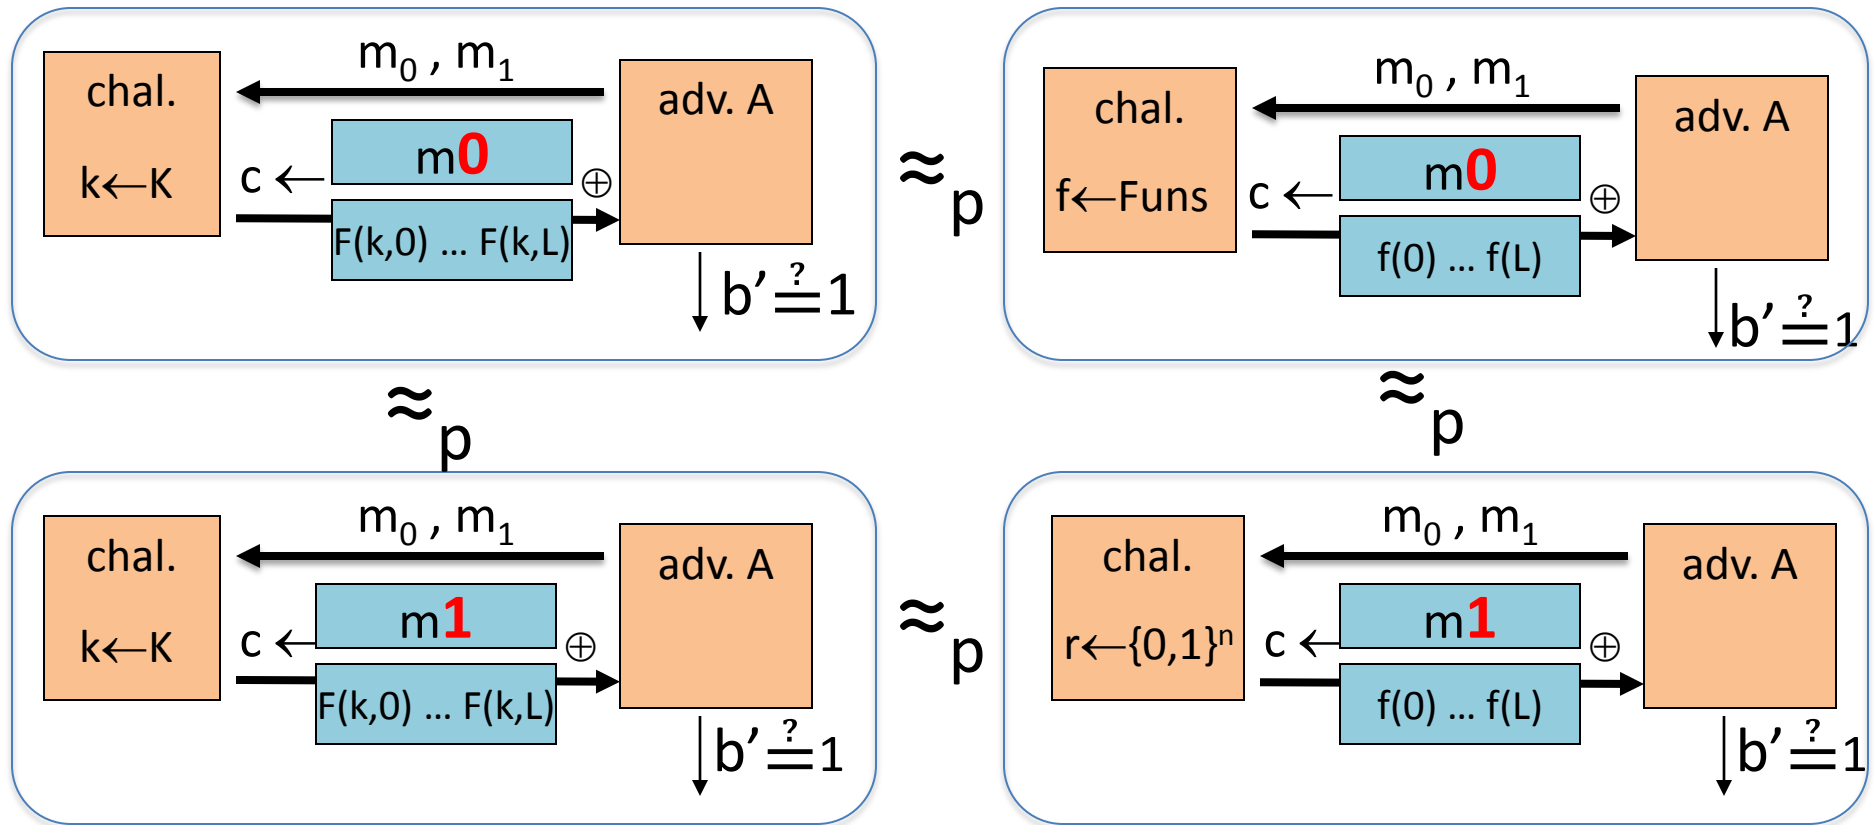 m₀ , m₁
chal.
adv. A
m0
k←K
c ←
⊕
F(k,0) ... F(k,L)
b’ ≟ 1
≈p
m₀ , m₁
chal.
adv. A
m0
f←Funs
c ←
⊕
f(0) ... f(L)
b’ ≟ 1
≈p
≈p
m₀ , m₁
chal.
adv. A
m1
k←K
c ←
⊕
F(k,0) ... F(k,L)
b’ ≟ 1
≈p
m₀ , m₁
chal.
adv. A
m1
r←{0,1}ⁿ
c ←
⊕
f(0) ... f(L)
b’ ≟ 1